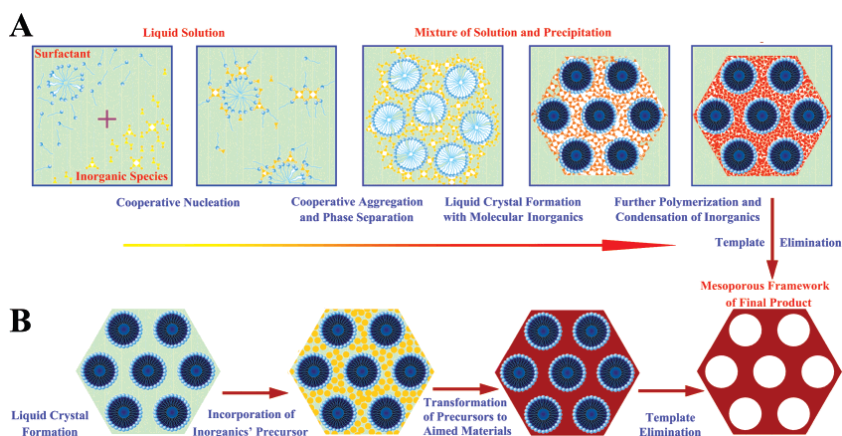 A
Liquid Solution
Mixture of Solution and Precipitation
Surfactant
Inorganic Species
Cooperative Nucleation
Cooperative Aggregation
and Phase Separation
Liquid Crystal Formation
with Molecular Inorganics
Further Polymerization and
Condensation of Inorganics
Template Elimination
Mesoporous Framework
of Final Product
B
Liquid Crystal
Formation
Incorporation of
Inorganics' Precursor
Transformation
of Precursors to
Aimed Materials
Template
Elimination